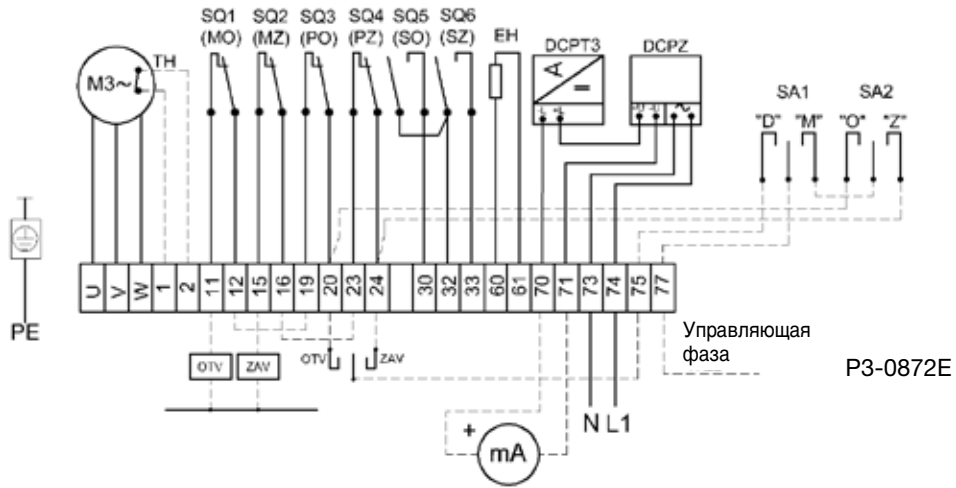 SQ1 SQ2 SQ3 SQ4 SQ5 SQ6
(MO) (MZ) (PO) (PZ) (SO) (SZ) EH
DCPT3 DCPZ
M3~ TH
A
=
-L +L
+U -U ~
SA1 SA2
"D" "M" "O" "Z"
PE
U V W 1 2 11 12 15 16 19 20 23 24 30 32 33 60 61 70 71 73 74 75 77
OTV ZAV
OTV ZAV
Управляющая
фаза
P3-0872E
N L1
+
mA